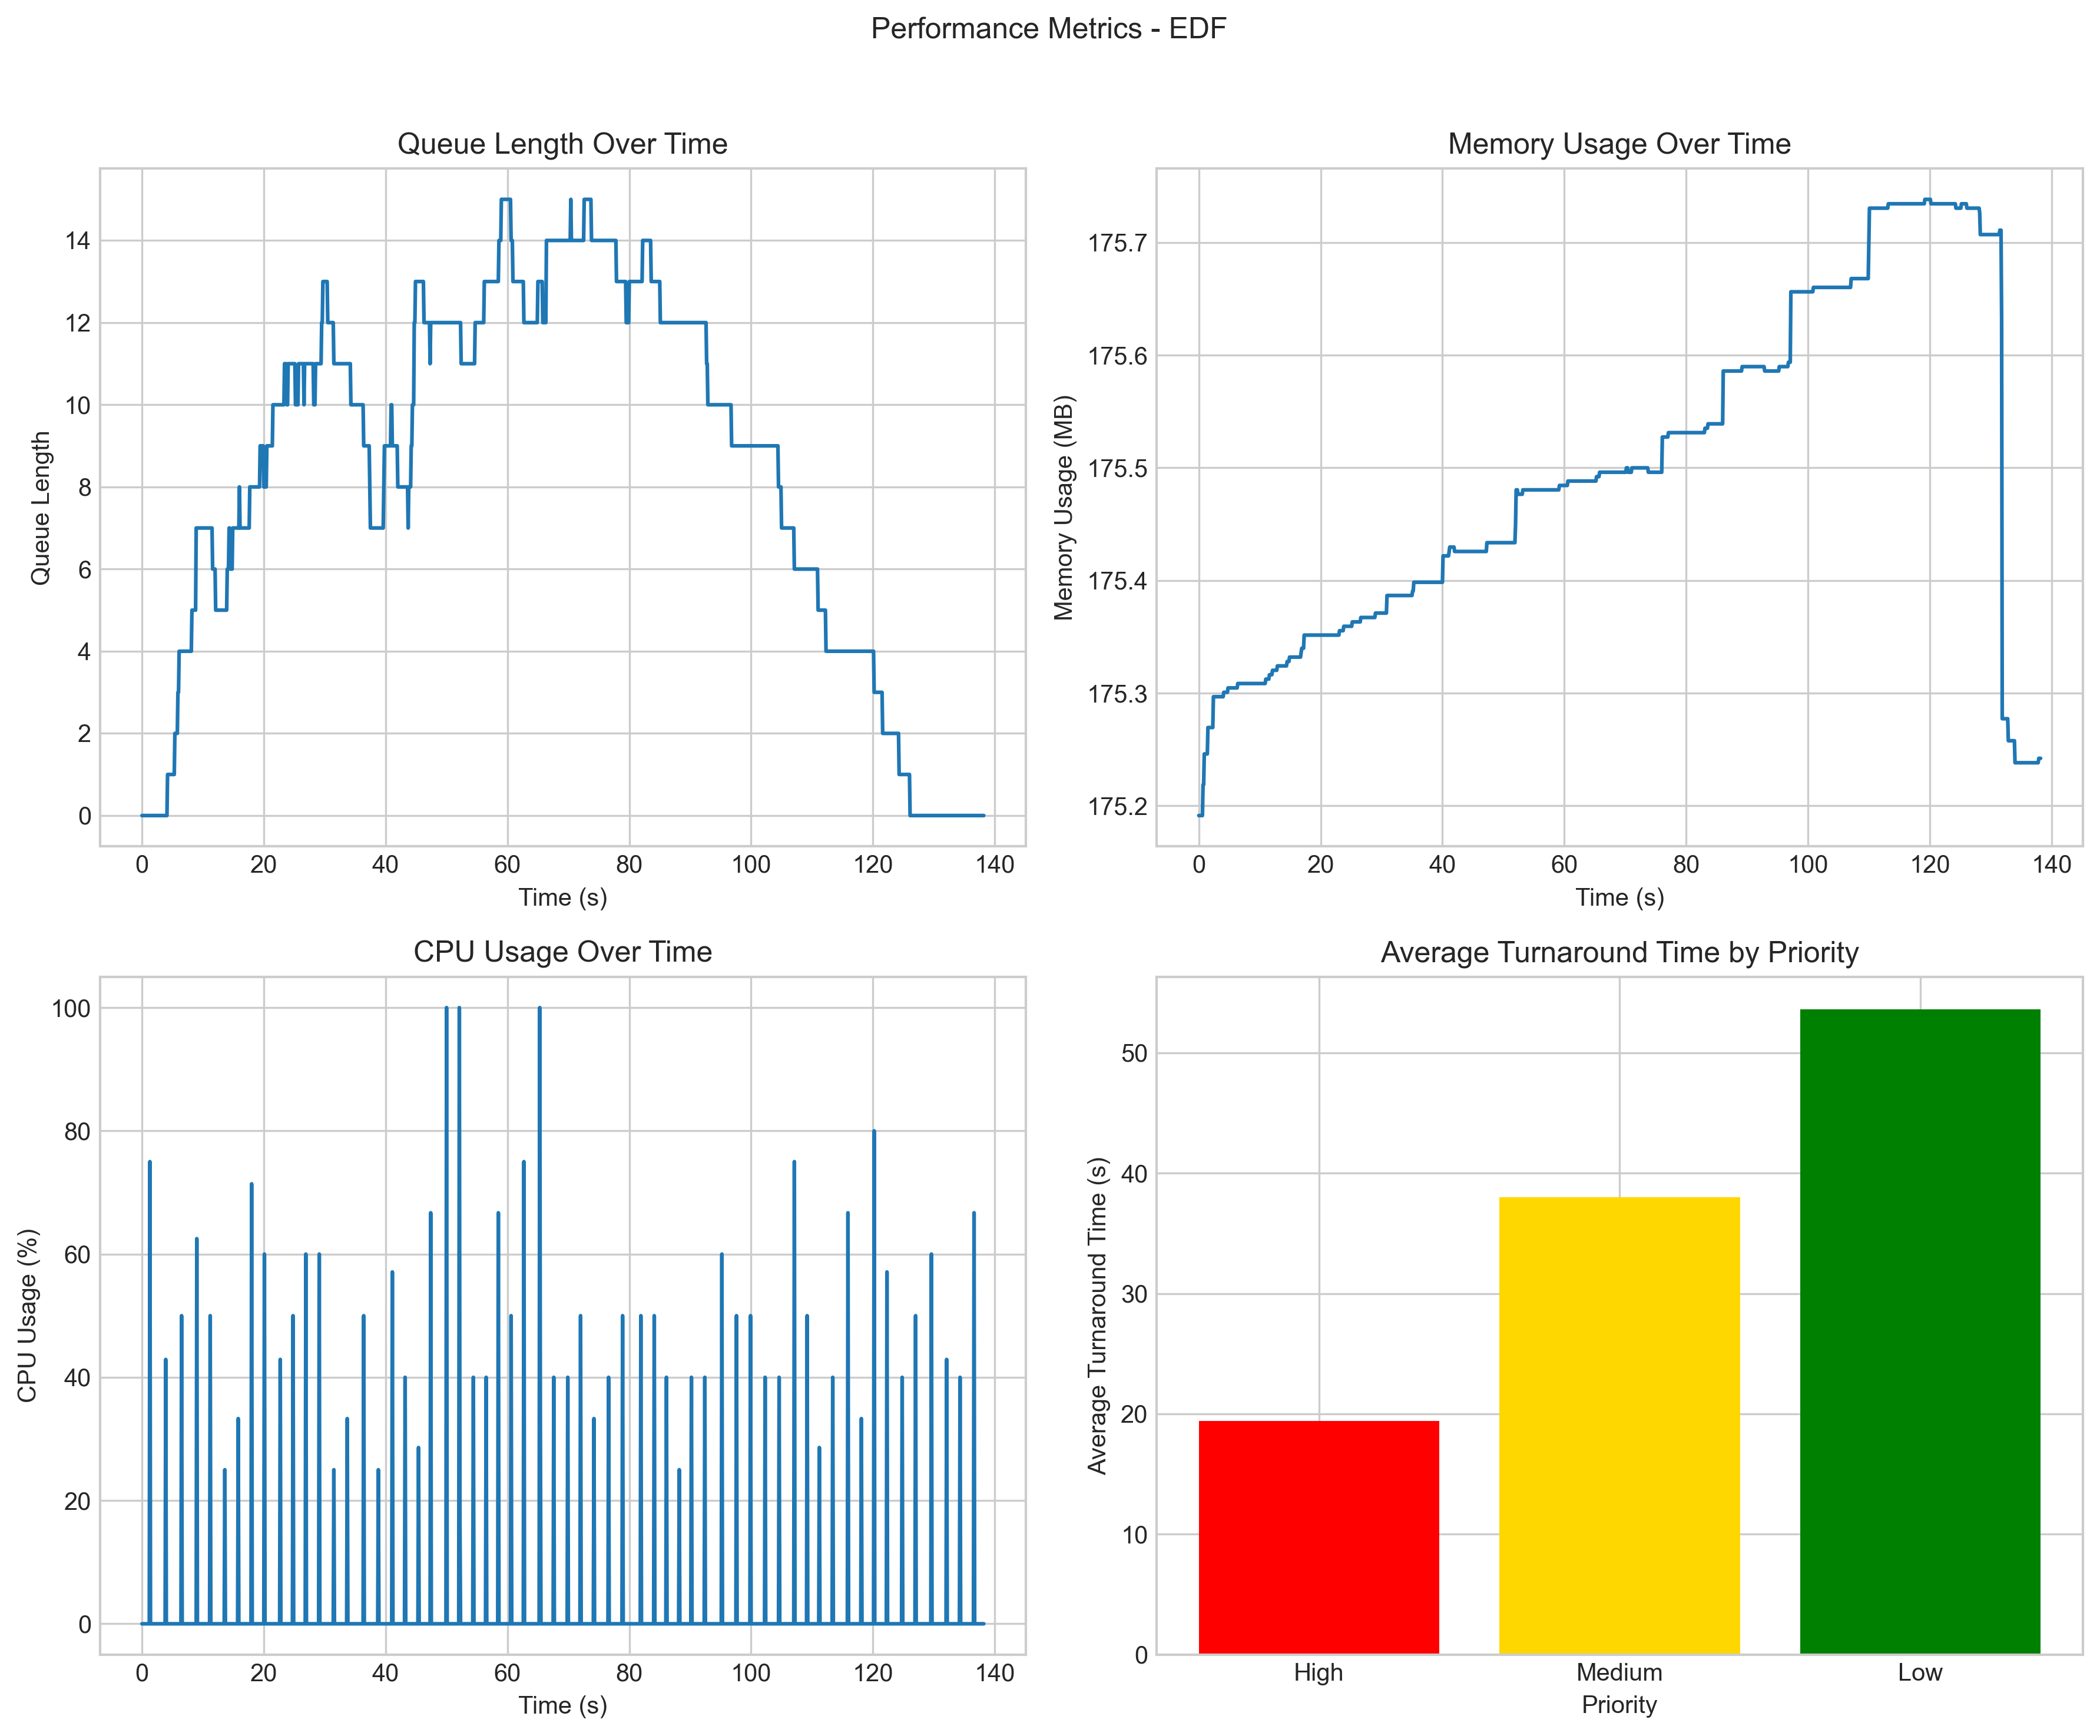 Performance Metrics - EDF
Queue Length Over Time
Queue Length
14
12
10
8
6
4
2
0
0 20 40 60 80 100 120 140
Time (s)
Memory Usage Over Time
Memory Usage (MB)
175.7
175.6
175.5
175.4
175.3
175.2
0 20 40 60 80 100 120 140
Time (s)
CPU Usage Over Time
CPU Usage (%)
100
80
60
40
20
0
0 20 40 60 80 100 120 140
Time (s)
Average Turnaround Time by Priority
Average Turnaround Time (s)
50
40
30
20
10
0
High Medium Low
Priority